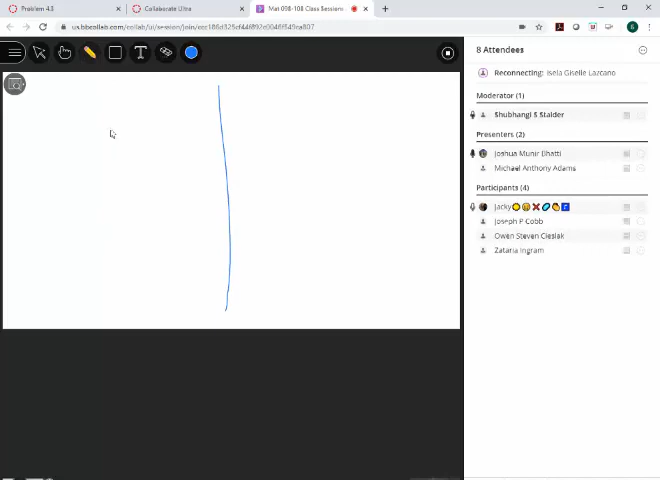 Problem 4.3
Collaborate Ultra
Mat 098-108 Class Sessions
8 Attendees
Reconnecting: Isela Giselle Lazcano
Moderator (1)
Shubhangi S Stalder
Presenters (2)
Joshua Munir Bhatti
Michael Anthony Adams
Participants (4)
Jacky
Joseph P Cobb
Owen Steven Cieslak
Zataria Ingram